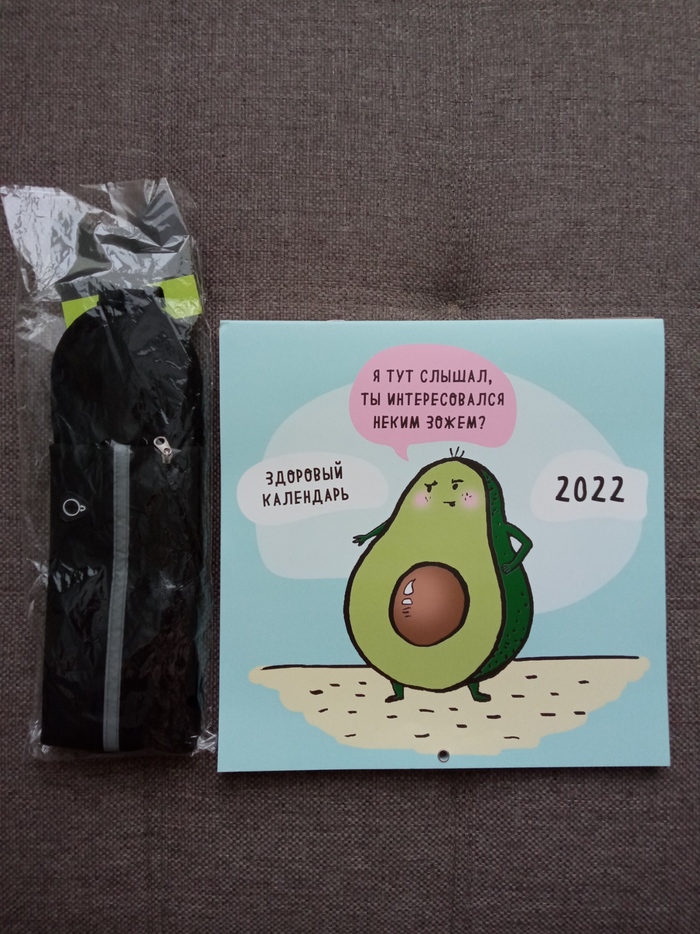 Я ТУТ СЛЫШАЛ,
ТЫ ИНТЕРЕСОВАЛСЯ
НЕКИМ ЗОЖЕМ?
ЗДОРОВЫЙ
КАЛЕНДАРЬ
2022